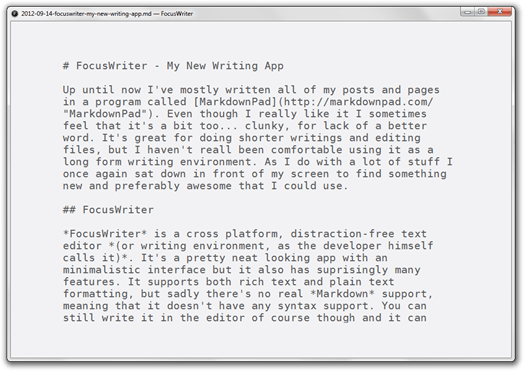 2012-09-14-focuswriter-my-new-writing-app.md — FocusWriter
# FocusWriter - My New Writing App
Up until now I've mostly written all of my posts and pages
in a program called [MarkdownPad](http://markdownpad.com/
"MarkdownPad"). Even though I really like it I sometimes
feel that it's a bit too... clunky, for lack of a better
word. It's great for doing shorter writings and editing
files, but I haven't reall been comfortable using it as a
long form writing environment. As I do with a lot of stuff I
once again sat down in front of my screen to find something
new and preferably awesome that I could use.
## FocusWriter
*FocusWriter* is a cross platform, distraction-free text
editor *(or writing environment, as the developer himself
calls it)*. It's a pretty neat looking app with an
minimalistic interface but it also has suprisingly many
features. It supports both rich text and plain text
formatting, but sadly there's no real *Markdown* support,
meaning that it doesn't have any syntax support. You can
still write it in the editor of course though and it can